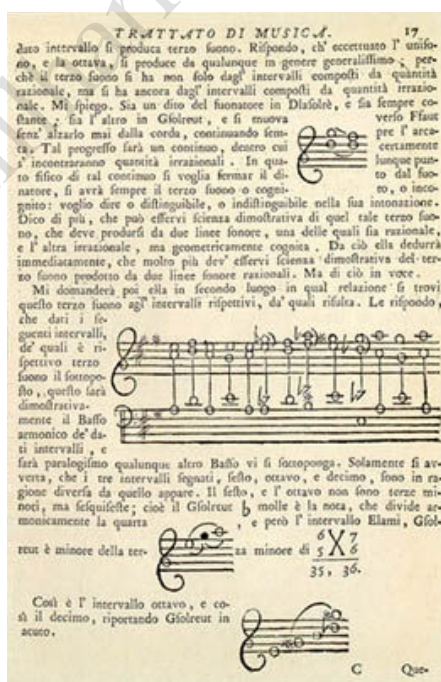 TRATTATO DI MUSICA. 17
dato intervallo si produca terzo suono. Rispondo, ch' eccettuato l' uniso-
no, e la ottava, si produce da qualunque in genere generalissimo; per-
chè il terzo suono si ha non solo dagl' intervalli composti da quantità
razionale, ma si ha ancora dagl' intervalli composti da quantità irrazio-
nale. Mi spiego. Sia un dito del suonatore in Dlasolrè, e sia sempre co-
stante; sia l' altro in Gsolreut, e si muova verso Ffaut
senz' alzarlo mai dalla corda, continuando sem- pre l' arca-
ta. Tal progresso sarà un continuo, dentro cui certamente
s' incontraranno quantità irrazionali. In qua- lunque pun-
to fisico di tal continuo si voglia fermar il di- to dal suo-
natore, si avrà sempre il terzo suono o cogni- to, o inco-
gnito: voglio dire o distinguibile, o indistinguibile nella sua intonazione.
Dico di più, che può esservi scienza dimostrativa di quel tale terzo suo-
no, che deve prodursi da due linee sonore, una delle quali sia razionale,
e l' altra irrazionale, ma geometricamente cognita. Da ciò ella dedurrà
immediatamente, che molto più dev' esservi scienza dimostrativa del ter-
zo suono prodotto da due linee sonore razionali. Ma di ciò in voce.
Mi domanderà poi ella in secondo luogo in qual relazione si trovi
questo terzo suono agl' intervalli rispettivi, da' quali risulta. Le rispondo,
che dati i se-
guenti intervalli,
de' quali è ri-
spettivo terzo
suono il sottopo-
sto, questo sarà
dimostrativa-
mente il Basso
armonico de' da-
ti intervalli, e
sarà paralogismo qualunque altro Basso vi si sottoponga. Solamente si av-
verta, che i tre intervalli segnati, sesto, ottavo, e decimo, sono in ra-
gione diversa da quello appare. Il sesto, e l' ottavo non sono terze mi-
nori, ma sesquiseste; cioè il Gsolreut b molle è la nota, che divide ar-
monicamente la quarta , e però l' intervallo Elami, Gsol-
reut è minore della ter- za minore di
6 7
5 6
35. 36.
Così è l' intervallo ottavo, e co-
sì il decimo, riportando Gsolreut in
acuto.
C Que-